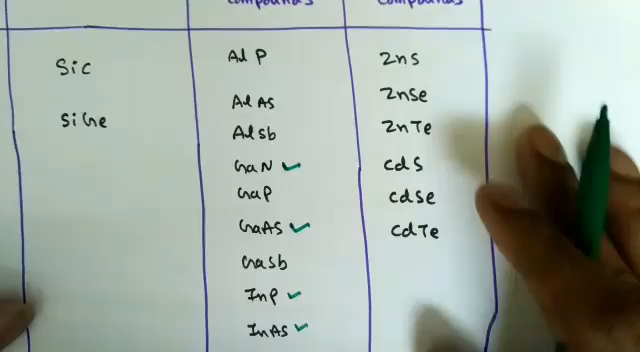 compounds compounds
SiC AlP ZnS
SiGe AlAs ZnSe
AlSb ZnTe
GaN ✓ CdS
GaP CdSe
GaAs ✓ CdTe
GaSb
InP ✓
InAs ✓